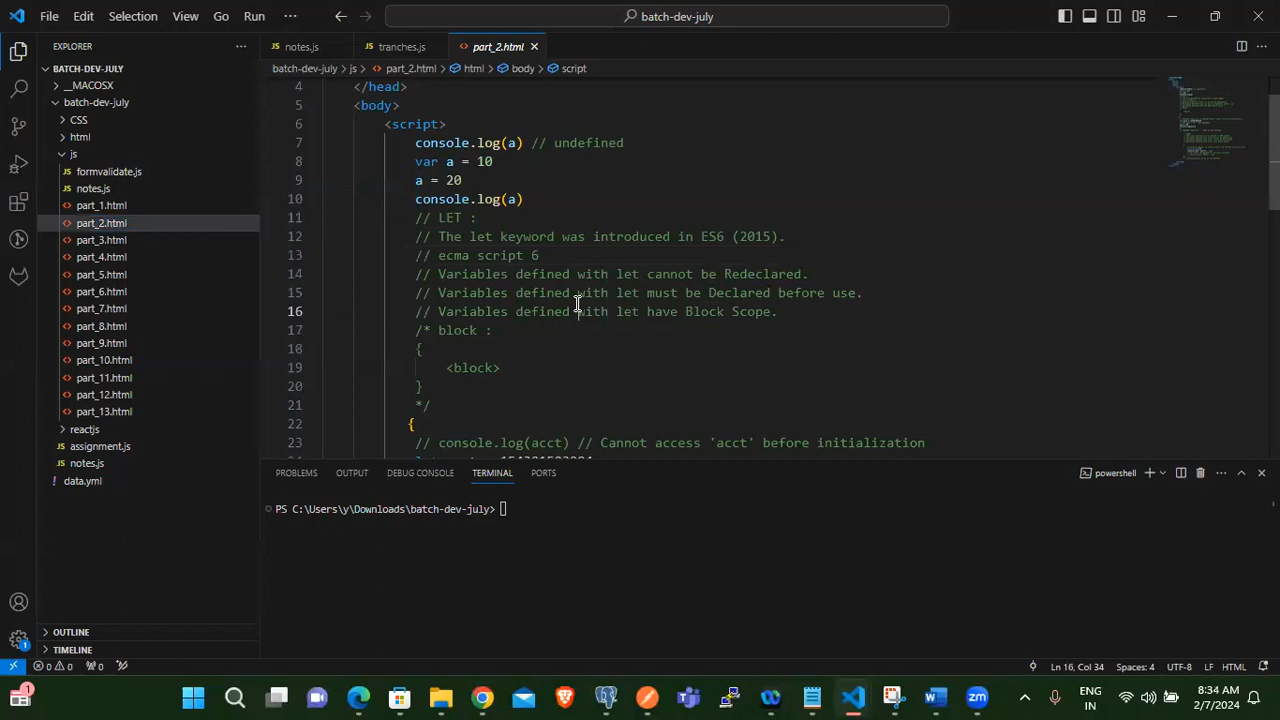 File Edit Selection View Go Run ··· batch-dev-july
EXPLORER ···
BATCH-DEV-JULY
__MACOSX
batch-dev-july
CSS
html
js
JS formvalidate.js
JS notes.js
part_1.html
part_2.html
part_3.html
part_4.html
part_5.html
part_6.html
part_7.html
part_8.html
part_9.html
part_10.html
part_11.html
part_12.html
part_13.html
reactjs
JS assignment.js
JS notes.js
data.yml
OUTLINE
TIMELINE
JS notes.js JS tranches.js part_2.html
batch-dev-july > js > part_2.html > html > body > script
4 </head>
5 <body>
6 <script>
7 console.log(a) // undefined
8 var a = 10
9 a = 20
10 console.log(a)
11 // LET :
12 // The let keyword was introduced in ES6 (2015).
13 // ecma script 6
14 // Variables defined with let cannot be Redeclared.
15 // Variables defined with let must be Declared before use.
16 // Variables defined with let have Block Scope.
17 /* block :
18 {
19 <block>
20 }
21 */
22 {
23 // console.log(acct) // Cannot access 'acct' before initialization
PROBLEMS OUTPUT DEBUG CONSOLE TERMINAL PORTS powershell
PS C:\Users\y\Downloads\batch-dev-july>
0 0 0 Ln 16, Col 34 Spaces: 4 UTF-8 LF HTML
ENG IN 8:34 AM 2/7/2024